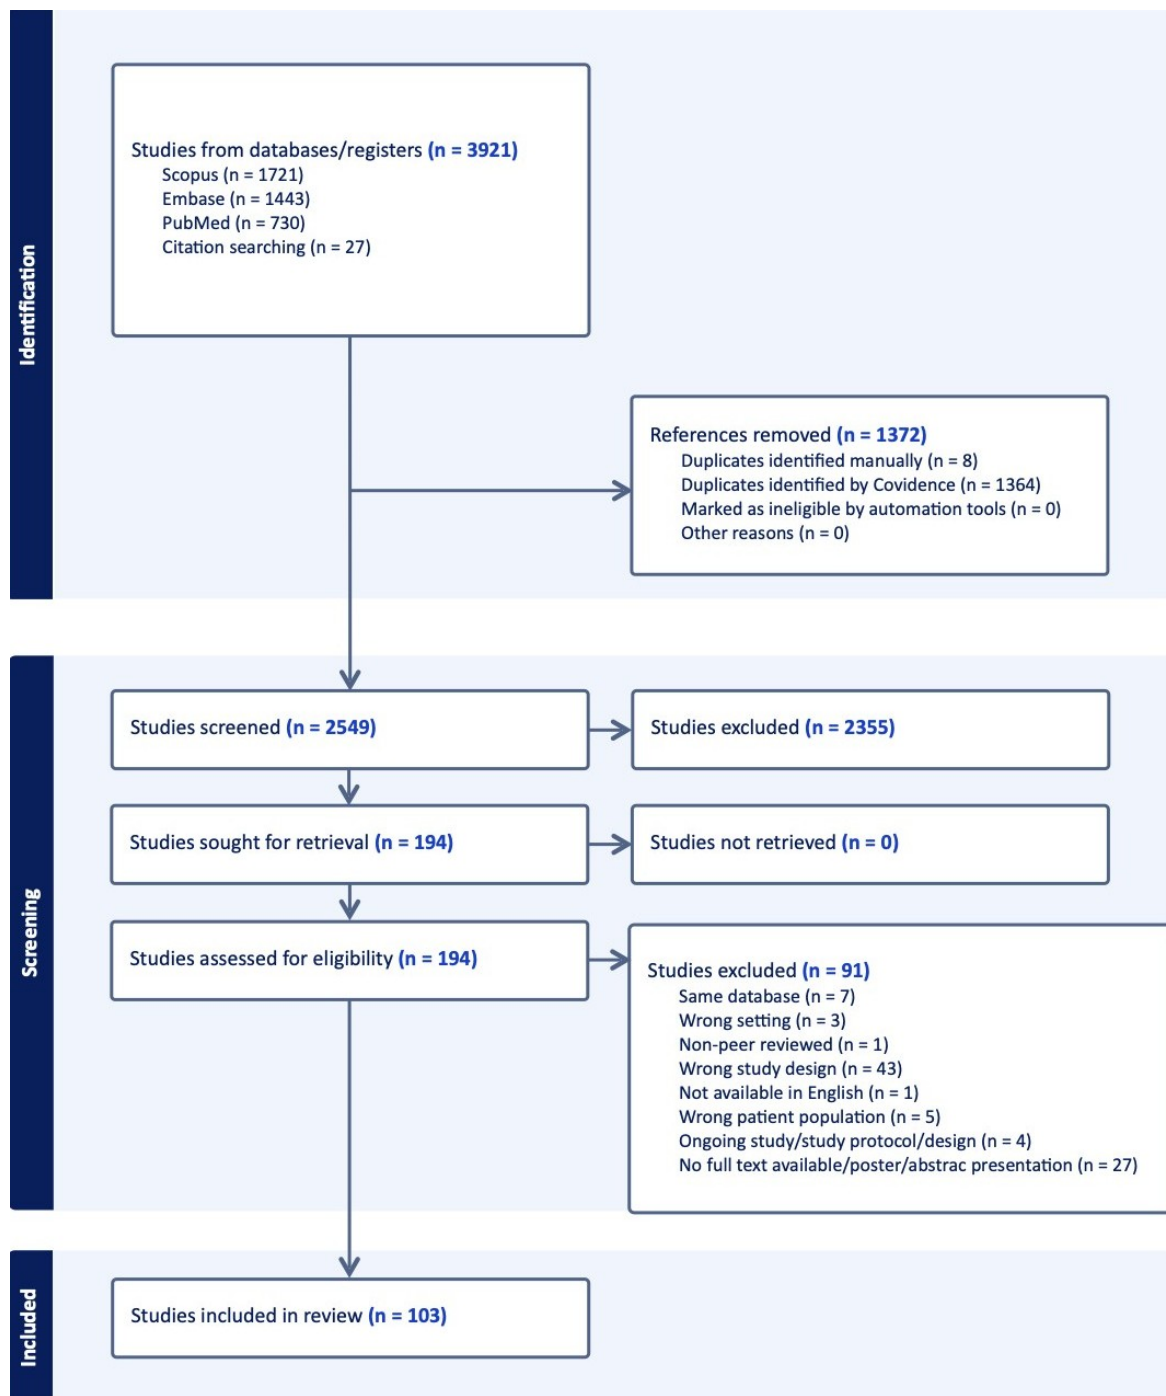 Identification
Studies from databases/registers (n = 3921)
Scopus (n = 1721)
Embase (n = 1443)
PubMed (n = 730)
Citation searching (n = 27)
References removed (n = 1372)
Duplicates identified manually (n = 8)
Duplicates identified by Covidence (n = 1364)
Marked as ineligible by automation tools (n = 0)
Other reasons (n = 0)
Screening
Studies screened (n = 2549)
Studies excluded (n = 2355)
Studies sought for retrieval (n = 194)
Studies not retrieved (n = 0)
Studies assessed for eligibility (n = 194)
Studies excluded (n = 91)
Same database (n = 7)
Wrong setting (n = 3)
Non-peer reviewed (n = 1)
Wrong study design (n = 43)
Not available in English (n = 1)
Wrong patient population (n = 5)
Ongoing study/study protocol/design (n = 4)
No full text available/poster/abstrac presentation (n = 27)
Included
Studies included in review (n = 103)